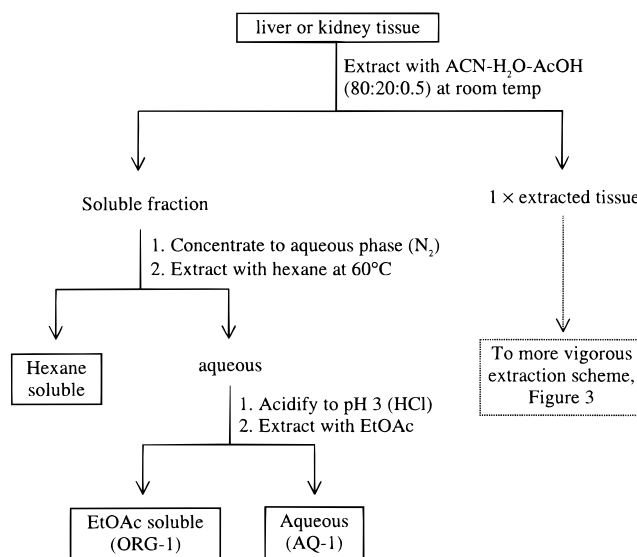 liver or kidney tissue
Extract with ACN-H₂O-AcOH
(80:20:0.5) at room temp
Soluble fraction
1 × extracted tissue
1. Concentrate to aqueous phase (N₂)
2. Extract with hexane at 60°C
Hexane
soluble
aqueous
To more vigorous
extraction scheme,
Figure 3
1. Acidify to pH 3 (HCl)
2. Extract with EtOAc
EtOAc soluble
(ORG-1)
Aqueous
(AQ-1)